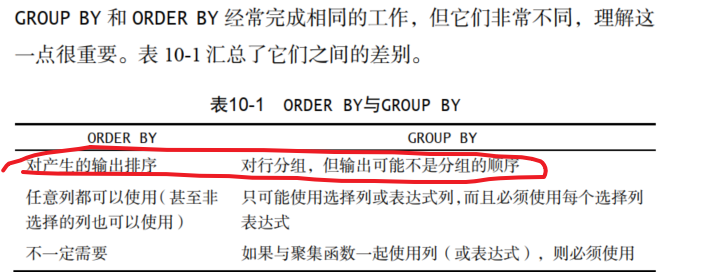 GROUP BY 和 ORDER BY 经常完成相同的工作，但它们非常不同，理解这
一点很重要。表 10-1 汇总了它们之间的差别。
表10-1 ORDER BY与GROUP BY
ORDER BY GROUP BY
对产生的输出排序 对行分组，但输出可能不是分组的顺序
任意列都可以使用（甚至非 只可能使用选择列或表达式列，而且必须使用每个选择列
选择的列也可以使用） 表达式
不一定需要 如果与聚集函数一起使用列（或表达式），则必须使用